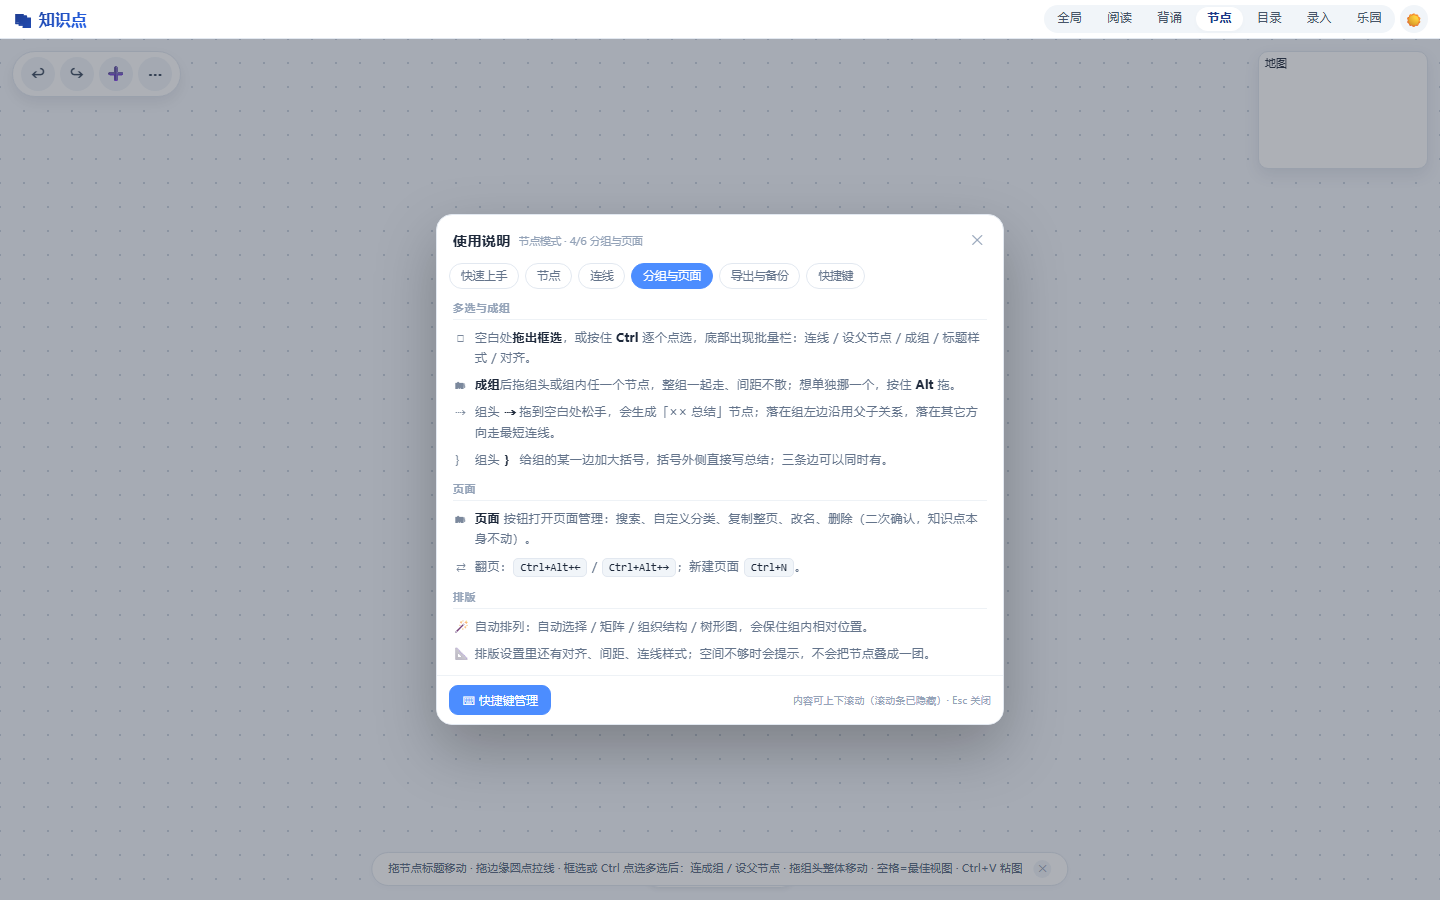 知识点
全局 阅读 背诵 节点 目录 录入 乐园
地图
使用说明 节点模式 · 4/6 分组与页面
快速上手 节点 连线 分组与页面 导出与备份 快捷键
多选与成组
空白处拖出框选，或按住 Ctrl 逐个点选，底部出现批量栏：连线 / 设父节点 / 成组 / 标题样
式 / 对齐。
成组后拖组头或组内任一个节点，整组一起走、间距不散；想单独挪一个，按住 Alt 拖。
⇢ 组头 ⇢ 拖到空白处松手，会生成「×× 总结」节点；落在组左边沿用父子关系，落在其它方
向走最短连线。
} 组头 } 给组的某一边加大括号，括号外侧直接写总结；三条边可以同时有。
页面
页面 按钮打开页面管理：搜索、自定义分类、复制整页、改名、删除（二次确认，知识点本
身不动）。
⇄ 翻页：Ctrl+Alt+← / Ctrl+Alt+→；新建页面 Ctrl+N。
排版
自动排列：自动选择 / 矩阵 / 组织结构 / 树形图，会保住组内相对位置。
排版设置里还有对齐、间距、连线样式；空间不够时会提示，不会把节点叠成一团。
快捷键管理
内容可上下滚动（滚动条已隐藏）· Esc 关闭
拖节点标题移动 · 拖边缘圆点拉线 · 框选或 Ctrl 点选多选后：连成组 / 设父节点 · 拖组头整体移动 · 空格=最佳视图 · Ctrl+V 粘图